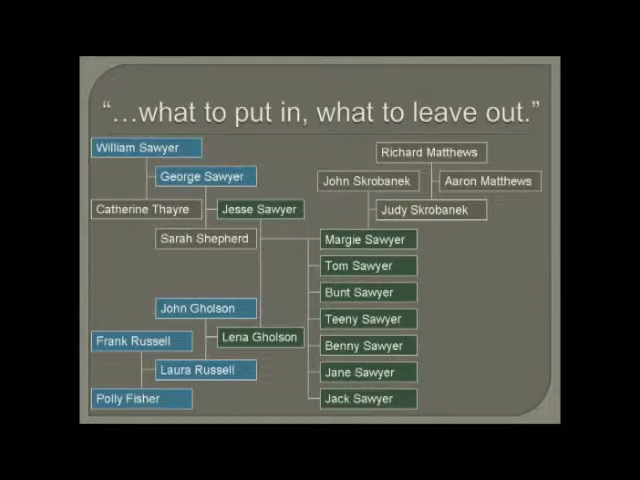 “…what to put in, what to leave out.”
William Sawyer
Richard Matthews
George Sawyer
John Skrobanek
Aaron Matthews
Catherine Thayre
Jesse Sawyer
Judy Skrobanek
Sarah Shepherd
Margie Sawyer
Tom Sawyer
Bunt Sawyer
John Gholson
Teeny Sawyer
Frank Russell
Lena Gholson
Benny Sawyer
Laura Russell
Jane Sawyer
Polly Fisher
Jack Sawyer